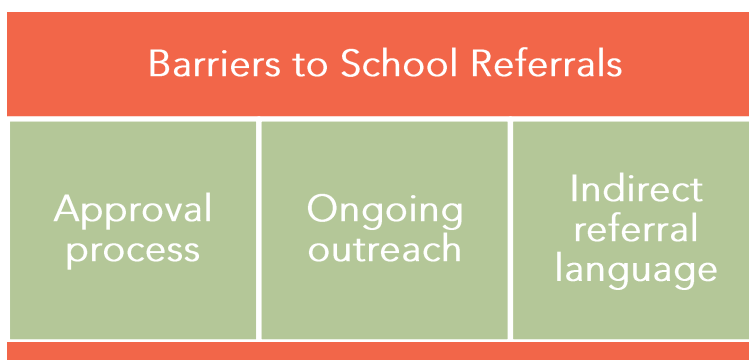 Barriers to School Referrals
Approval
process
Ongoing
outreach
Indirect
referral
language